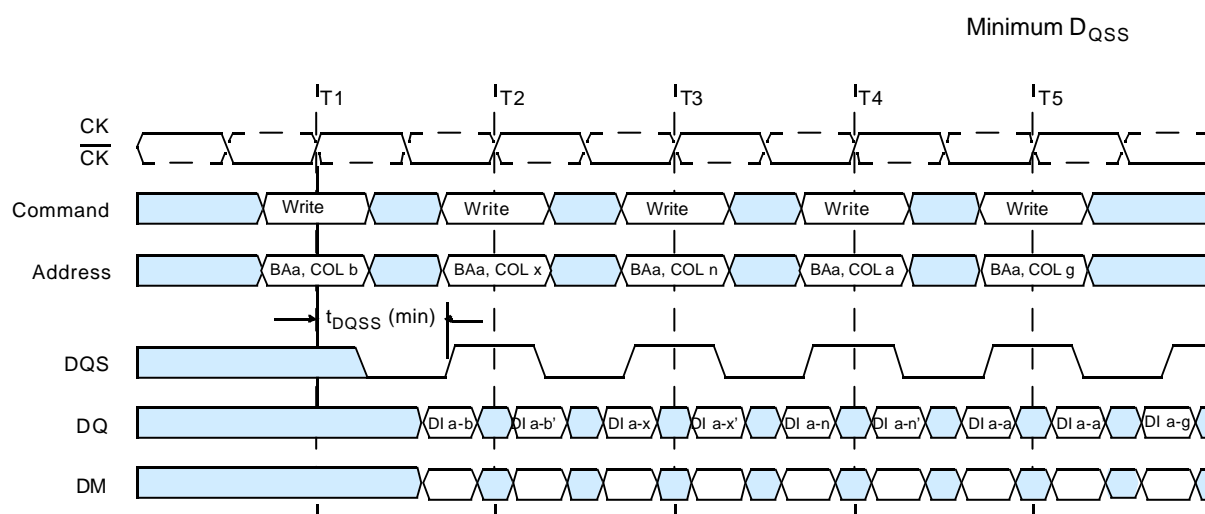 Minimum DQSS
T1 T2 T3 T4 T5
CK
CK
Command Write Write Write Write Write
Address BAa, COL b BAa, COL x BAa, COL n BAa, COL a BAa, COL g
tDQSS (min)
DQS
DQ DI a-b DI a-b’ DI a-x DI a-x’ DI a-n DI a-n’ DI a-a DI a-a’ DI a-g
DM